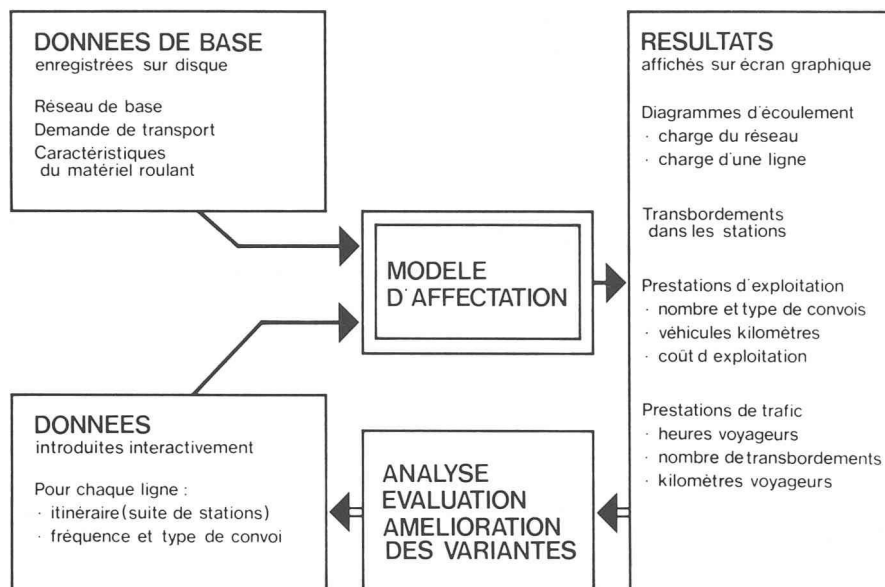 DONNEES DE BASE
enregistrées sur disque
Réseau de base
Demande de transport
Caractéristiques
du matériel roulant
MODELE
D'AFFECTATION
RESULTATS
affichés sur écran graphique
Diagrammes d'écoulement
· charge du réseau
· charge d'une ligne
Transbordements
dans les stations
Prestations d'exploitation
· nombre et type de convois
· véhicules kilomètres
· coût d exploitation
Prestations de trafic
· heures voyageurs
· nombre de transbordements
· kilomètres voyageurs
DONNEES
introduites interactivement
Pour chaque ligne :
· itinéraire (suite de stations)
· fréquence et type de convoi
ANALYSE
EVALUATION
AMELIORATION
DES VARIANTES